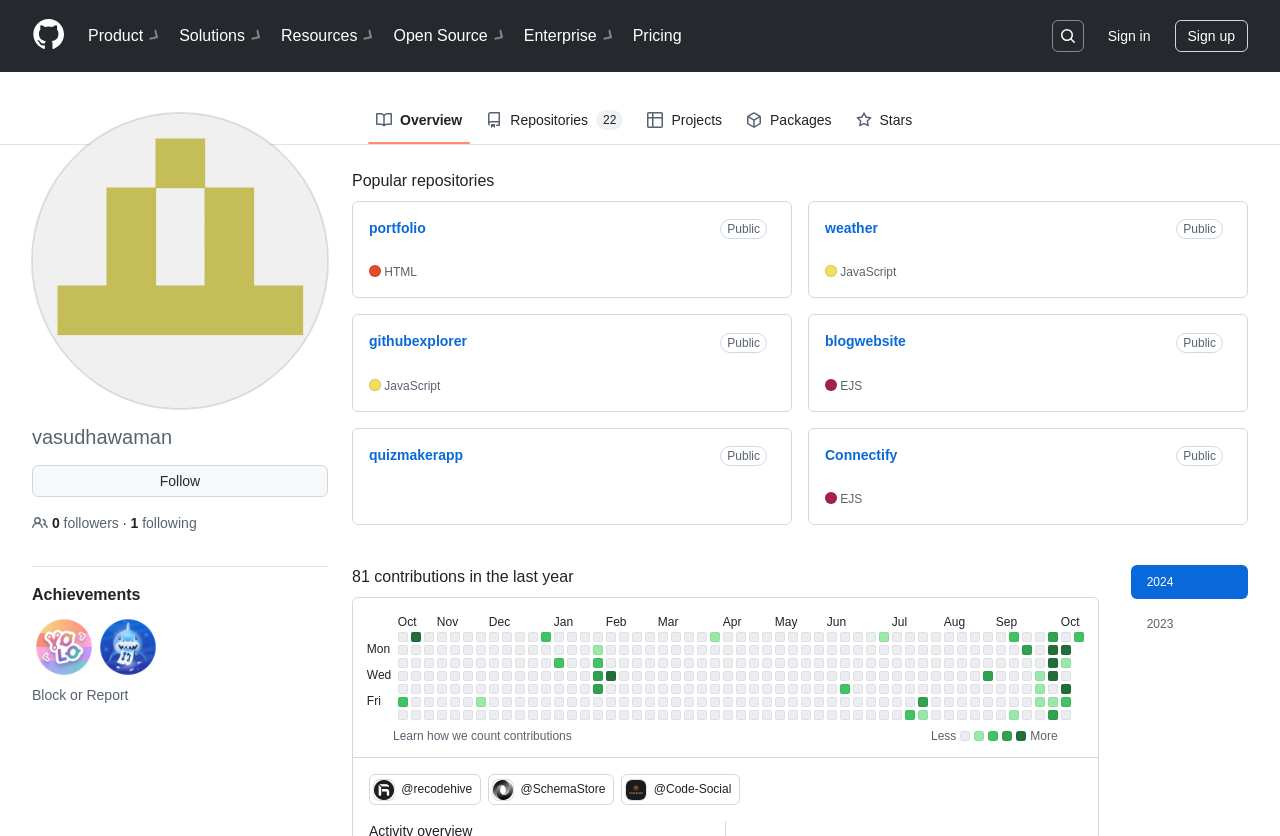 Product Solutions Resources Open Source Enterprise Pricing Sign in Sign up
Overview Repositories 22 Projects Packages Stars
vasudhawaman
Follow
0 followers · 1 following
Achievements
YOLO
Block or Report
Popular repositories
portfolio Public
HTML
weather Public
JavaScript
githubexplorer Public
JavaScript
blogwebsite Public
EJS
quizmakerapp Public
Connectify Public
EJS
81 contributions in the last year
2024
2023
Oct Nov Dec Jan Feb Mar Apr May Jun Jul Aug Sep Oct
Mon
Wed
Fri
Learn how we count contributions Less More
@recodehive @SchemaStore @Code-Social
Activity overview